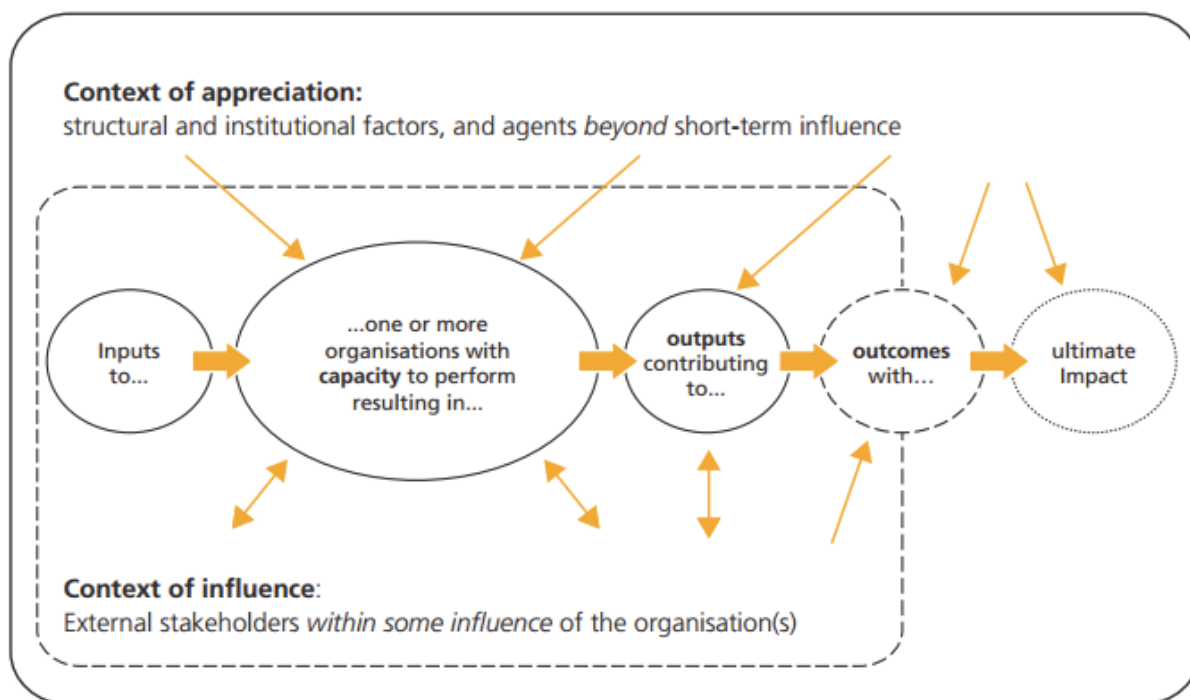 Context of appreciation:
structural and institutional factors, and agents beyond short-term influence
Inputs
to...
...one or more
organisations with
capacity to perform
resulting in...
outputs
contributing
to...
outcomes
with...
ultimate
Impact
Context of influence:
External stakeholders within some influence of the organisation(s)